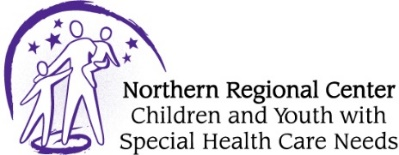 Northern Regional Center
Children and Youth with
Special Health Care Needs